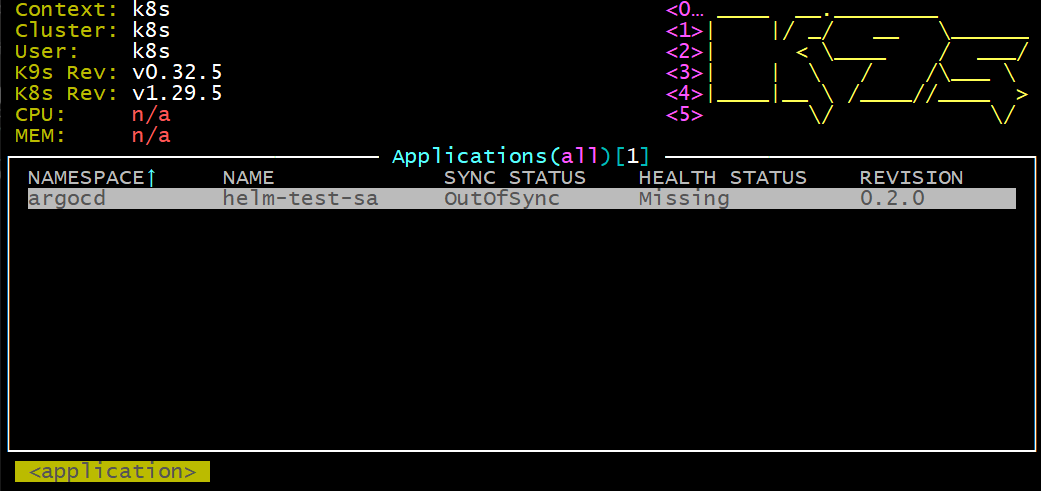 Context: k8s <0…
Cluster: k8s <1>
User: k8s <2>
K9s Rev: v0.32.5 <3>
K8s Rev: v1.29.5 <4>
CPU: n/a <5>
MEM: n/a
Applications(all)[1]
NAMESPACE↑ NAME SYNC STATUS HEALTH STATUS REVISION
argocd helm-test-sa OutOfSync Missing 0.2.0
<application>